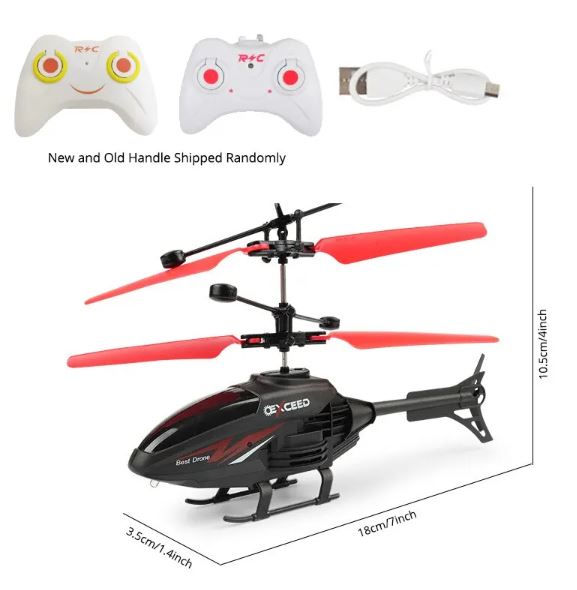 R C
R C
New and Old Handle Shipped Randomly
EXCEED
Best Drone
10.5cm/4inch
3.5cm/1.4inch
18cm/7inch